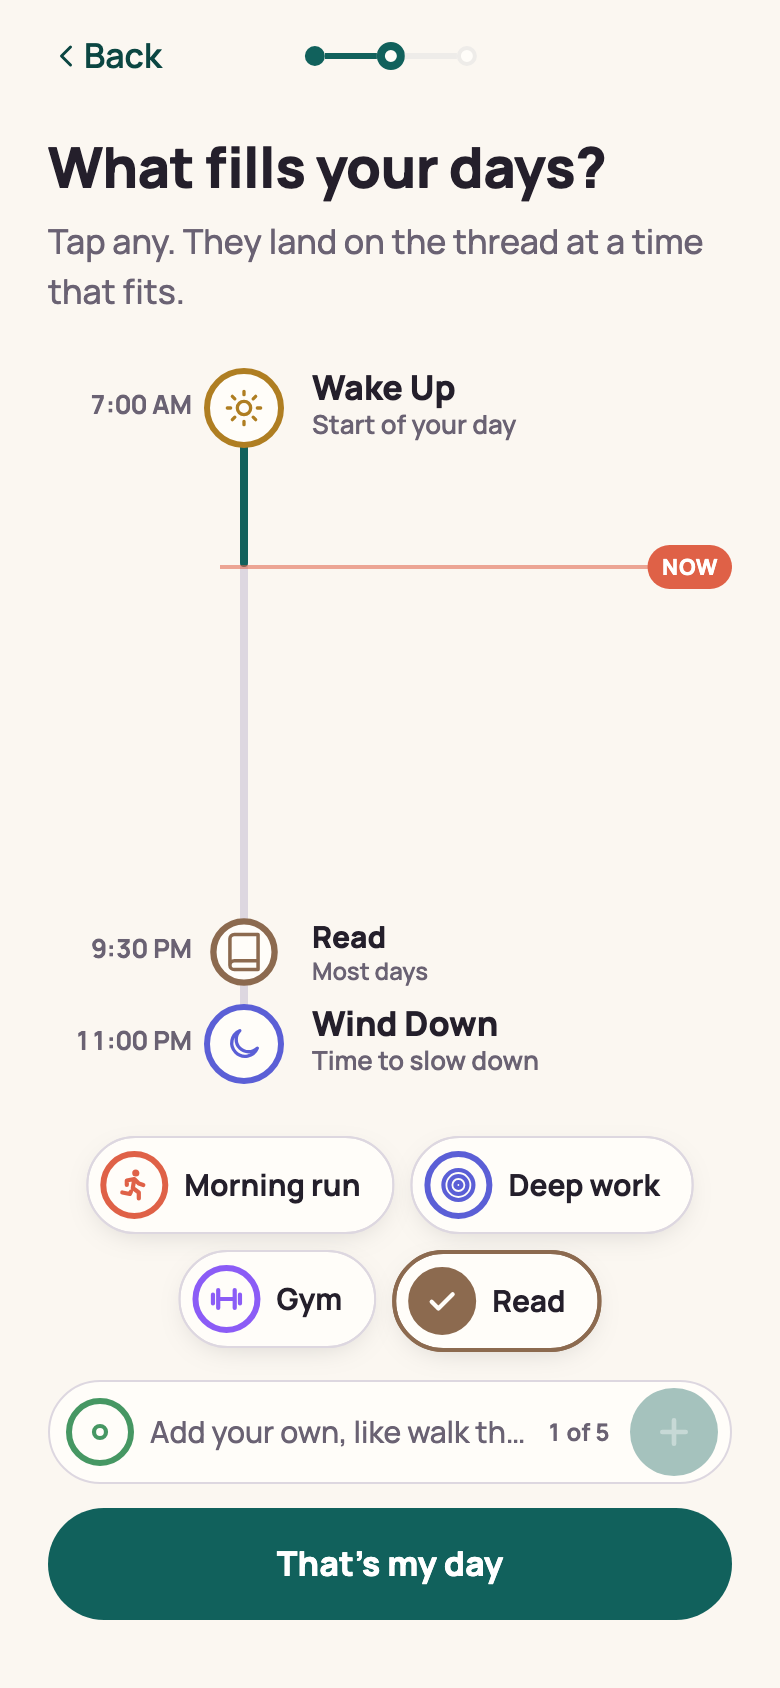 Back
What fills your days?
Tap any. They land on the thread at a time
that fits.
7:00 AM
Wake Up
Start of your day
NOW
9:30 PM
Read
Most days
11:00 PM
Wind Down
Time to slow down
Morning run
Deep work
Gym
Read
Add your own, like walk th... 1 of 5
That's my day